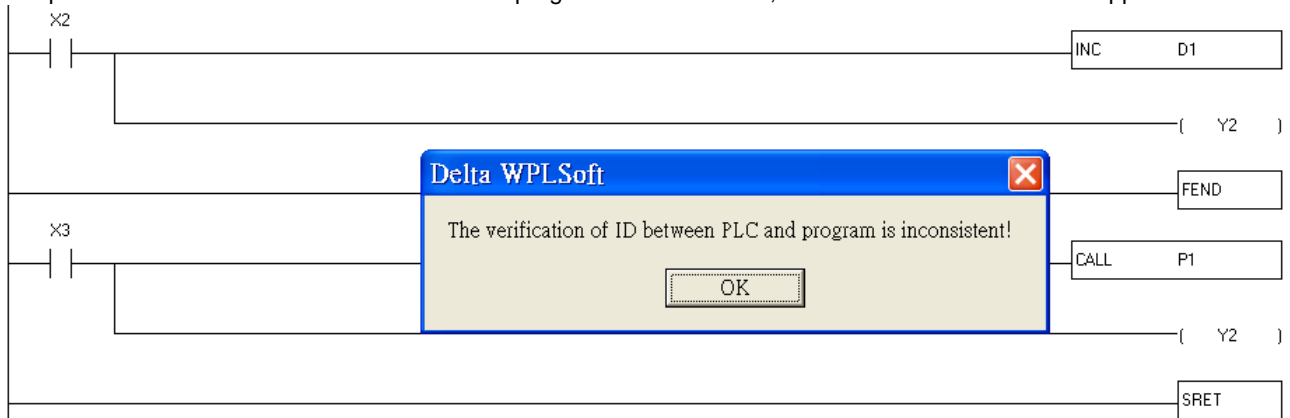 X2
INC D1
( Y2 )
Delta WPLSoft
FEND
The verification of ID between PLC and program is inconsistent!
X3
CALL P1
OK
( Y2 )
SRET